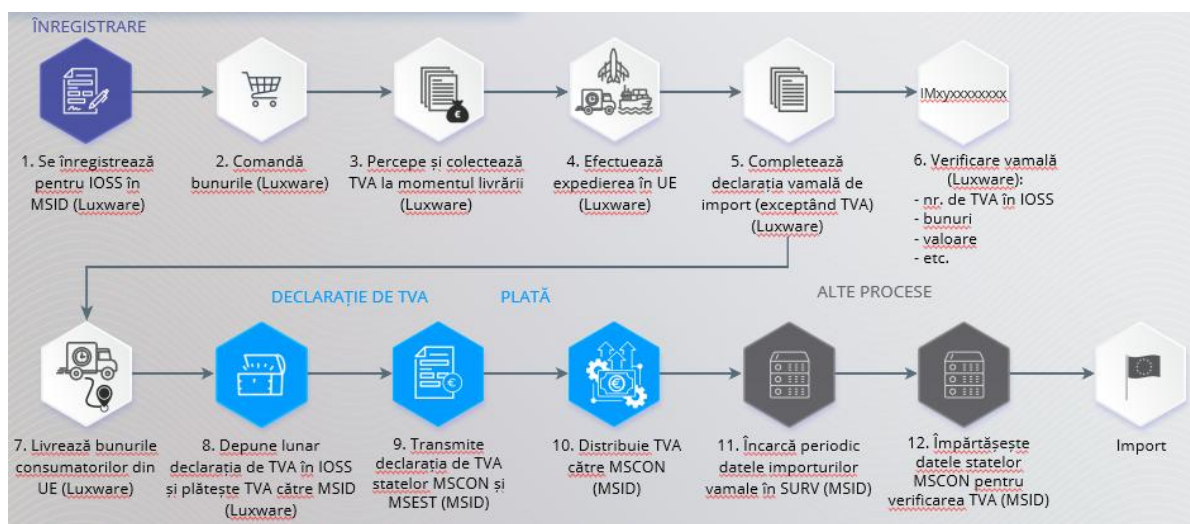 ÎNREGISTRARE
IMxyxxxxxxxx
1. Se înregistrează
pentru IOSS în
MSID (Luxware)
2. Comandă
bunurile (Luxware)
3. Percepe și colectează
TVA la momentul livrării
(Luxware)
4. Efectuează
expedierea în UE
(Luxware)
5. Completează
declarația vamală de
import (exceptând TVA)
(Luxware)
6. Verificare vamală
(Luxware):
- nr. de TVA în IOSS
- bunuri
- valoare
- etc.
DECLARAȚIE DE TVA
PLATĂ
ALTE PROCESE
7. Livrează bunurile
consumatorilor din
UE (Luxware)
8. Depune lunar
declarația de TVA în IOSS
și plătește TVA către MSID
(Luxware)
9. Transmite
declarația de TVA
statelor MSCON și
MSEST (MSID)
10. Distribuie TVA
către MSCON
(MSID)
11. Încarcă periodic
datele importurilor
vamale în SURV (MSID)
12. Împărtășește
datele statelor
MSCON pentru
verificarea TVA (MSID)
Import